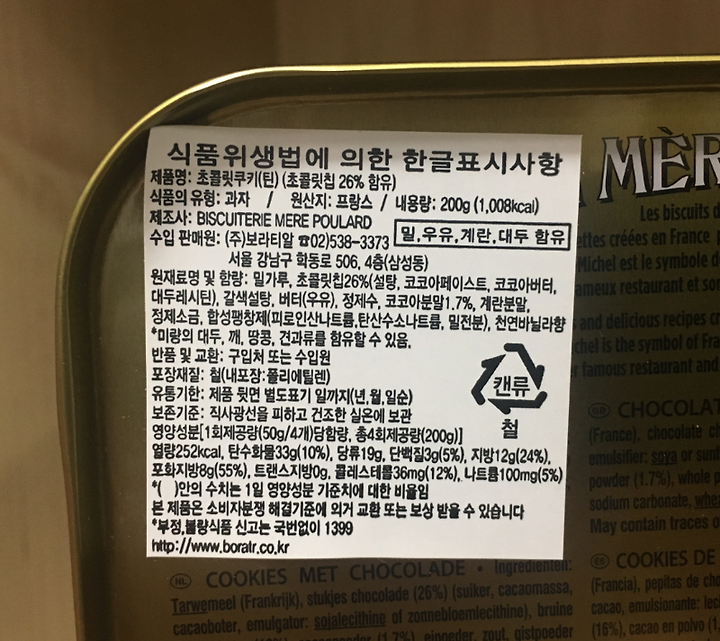 식품위생법에 의한 한글표시사항
제품명: 초콜릿쿠키(틴) (초콜릿칩 26% 함유)
식품의 유형: 과자 / 원산지: 프랑스 / 내용량: 200g (1,008kcal)
제조사: BISCUITERIE MERE POULARD
수입 판매원: (주)보라티알 ☎02)538-3373
밀,우유,계란,대두 함유
서울 강남구 학동로 506, 4층(삼성동)
원재료명 및 함량: 밀가루, 초콜릿칩26%(설탕, 코코아페이스트, 코코아버터,
대두레시틴), 갈색설탕, 버터(우유), 정제수, 코코아분말1.7%, 계란분말,
정제소금, 합성팽창제(피로인산나트륨,탄산수소나트륨, 밀전분), 천연바닐라향
*미량의 대두, 깨, 땅콩, 견과류를 함유할 수 있음.
반품 및 교환: 구입처 또는 수입원
포장재질: 철(내포장:폴리에틸렌)
유통기한: 제품 뒷면 별도표기 일까지(년,월,일순)
보존기준: 직사광선을 피하고 건조한 실온에 보관
캔류
철
영양성분[1회제공량(50g/4개)당함량, 총4회제공량(200g)]
열량252kcal, 탄수화물33g(10%), 당류19g, 단백질3g(5%), 지방12g(24%),
포화지방8g(55%), 트랜스지방0g, 콜레스테롤36mg(12%), 나트륨100mg(5%)
*( )안의 수치는 1일 영양성분 기준치에 대한 비율임
본 제품은 소비자분쟁 해결기준에 의거 교환 또는 보상 받을 수 있습니다
*부정,불량식품 신고는 국번없이 1399
http://www.boratr.co.kr
MÈR
Les biscuits d
ettes créées en France
Michel est le symbole d
ameux restaurant et son
and delicious recipes cr
chel is the symbol of Fra
famous restaurant and
GB CHOCOLAT
(France), chocolate ch
emulsifier: soya or sunf
powder (1.7%), whole p
sodium carbonate, whea
May contain traces o
ES COOKIES DE
(Francia), pepitas de cho
cacao, emulsionante: leci
(16%), cacao en polvo (1,
NL COOKIES MET CHOCOLADE • Ingrediënten:
Tarwemeel (Frankrijk), stukjes chocolade (26%) (suiker, cacaomassa,
cacaoboter, emulgator: sojalecithine of zonnebloemlecithine), bruine
(1,7%), eipoeder, zout, gistpoeder